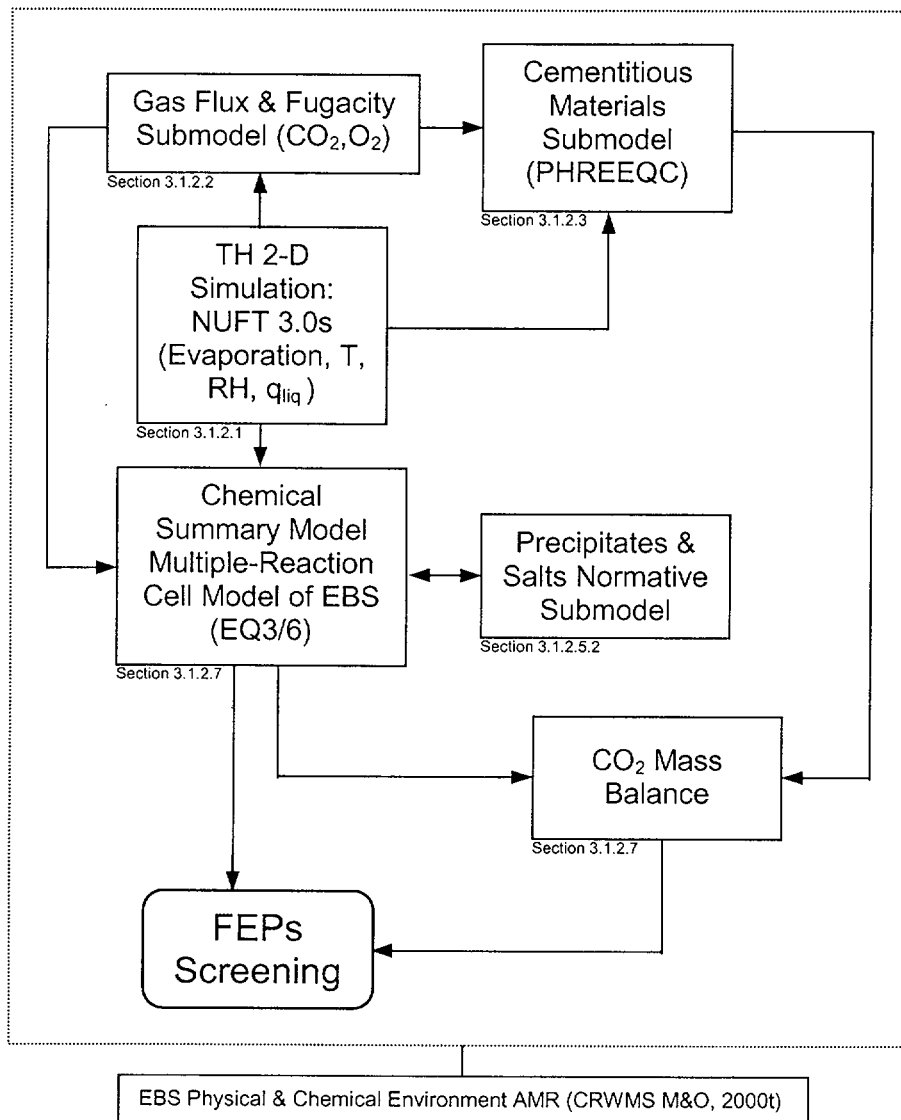 Gas Flux & Fugacity
Submodel (CO₂,O₂)
Section 3.1.2.2
Cementitious
Materials
Submodel
(PHREEQC)
Section 3.1.2.3
TH 2-D
Simulation:
NUFT 3.0s
(Evaporation, T,
RH, qₗᵢq )
Section 3.1.2.1
Chemical
Summary Model
Multiple-Reaction
Cell Model of EBS
(EQ3/6)
Section 3.1.2.7
Precipitates &
Salts Normative
Submodel
Section 3.1.2.5.2
CO₂ Mass
Balance
Section 3.1.2.7
FEPs
Screening
EBS Physical & Chemical Environment AMR (CRWMS M&O, 2000t)